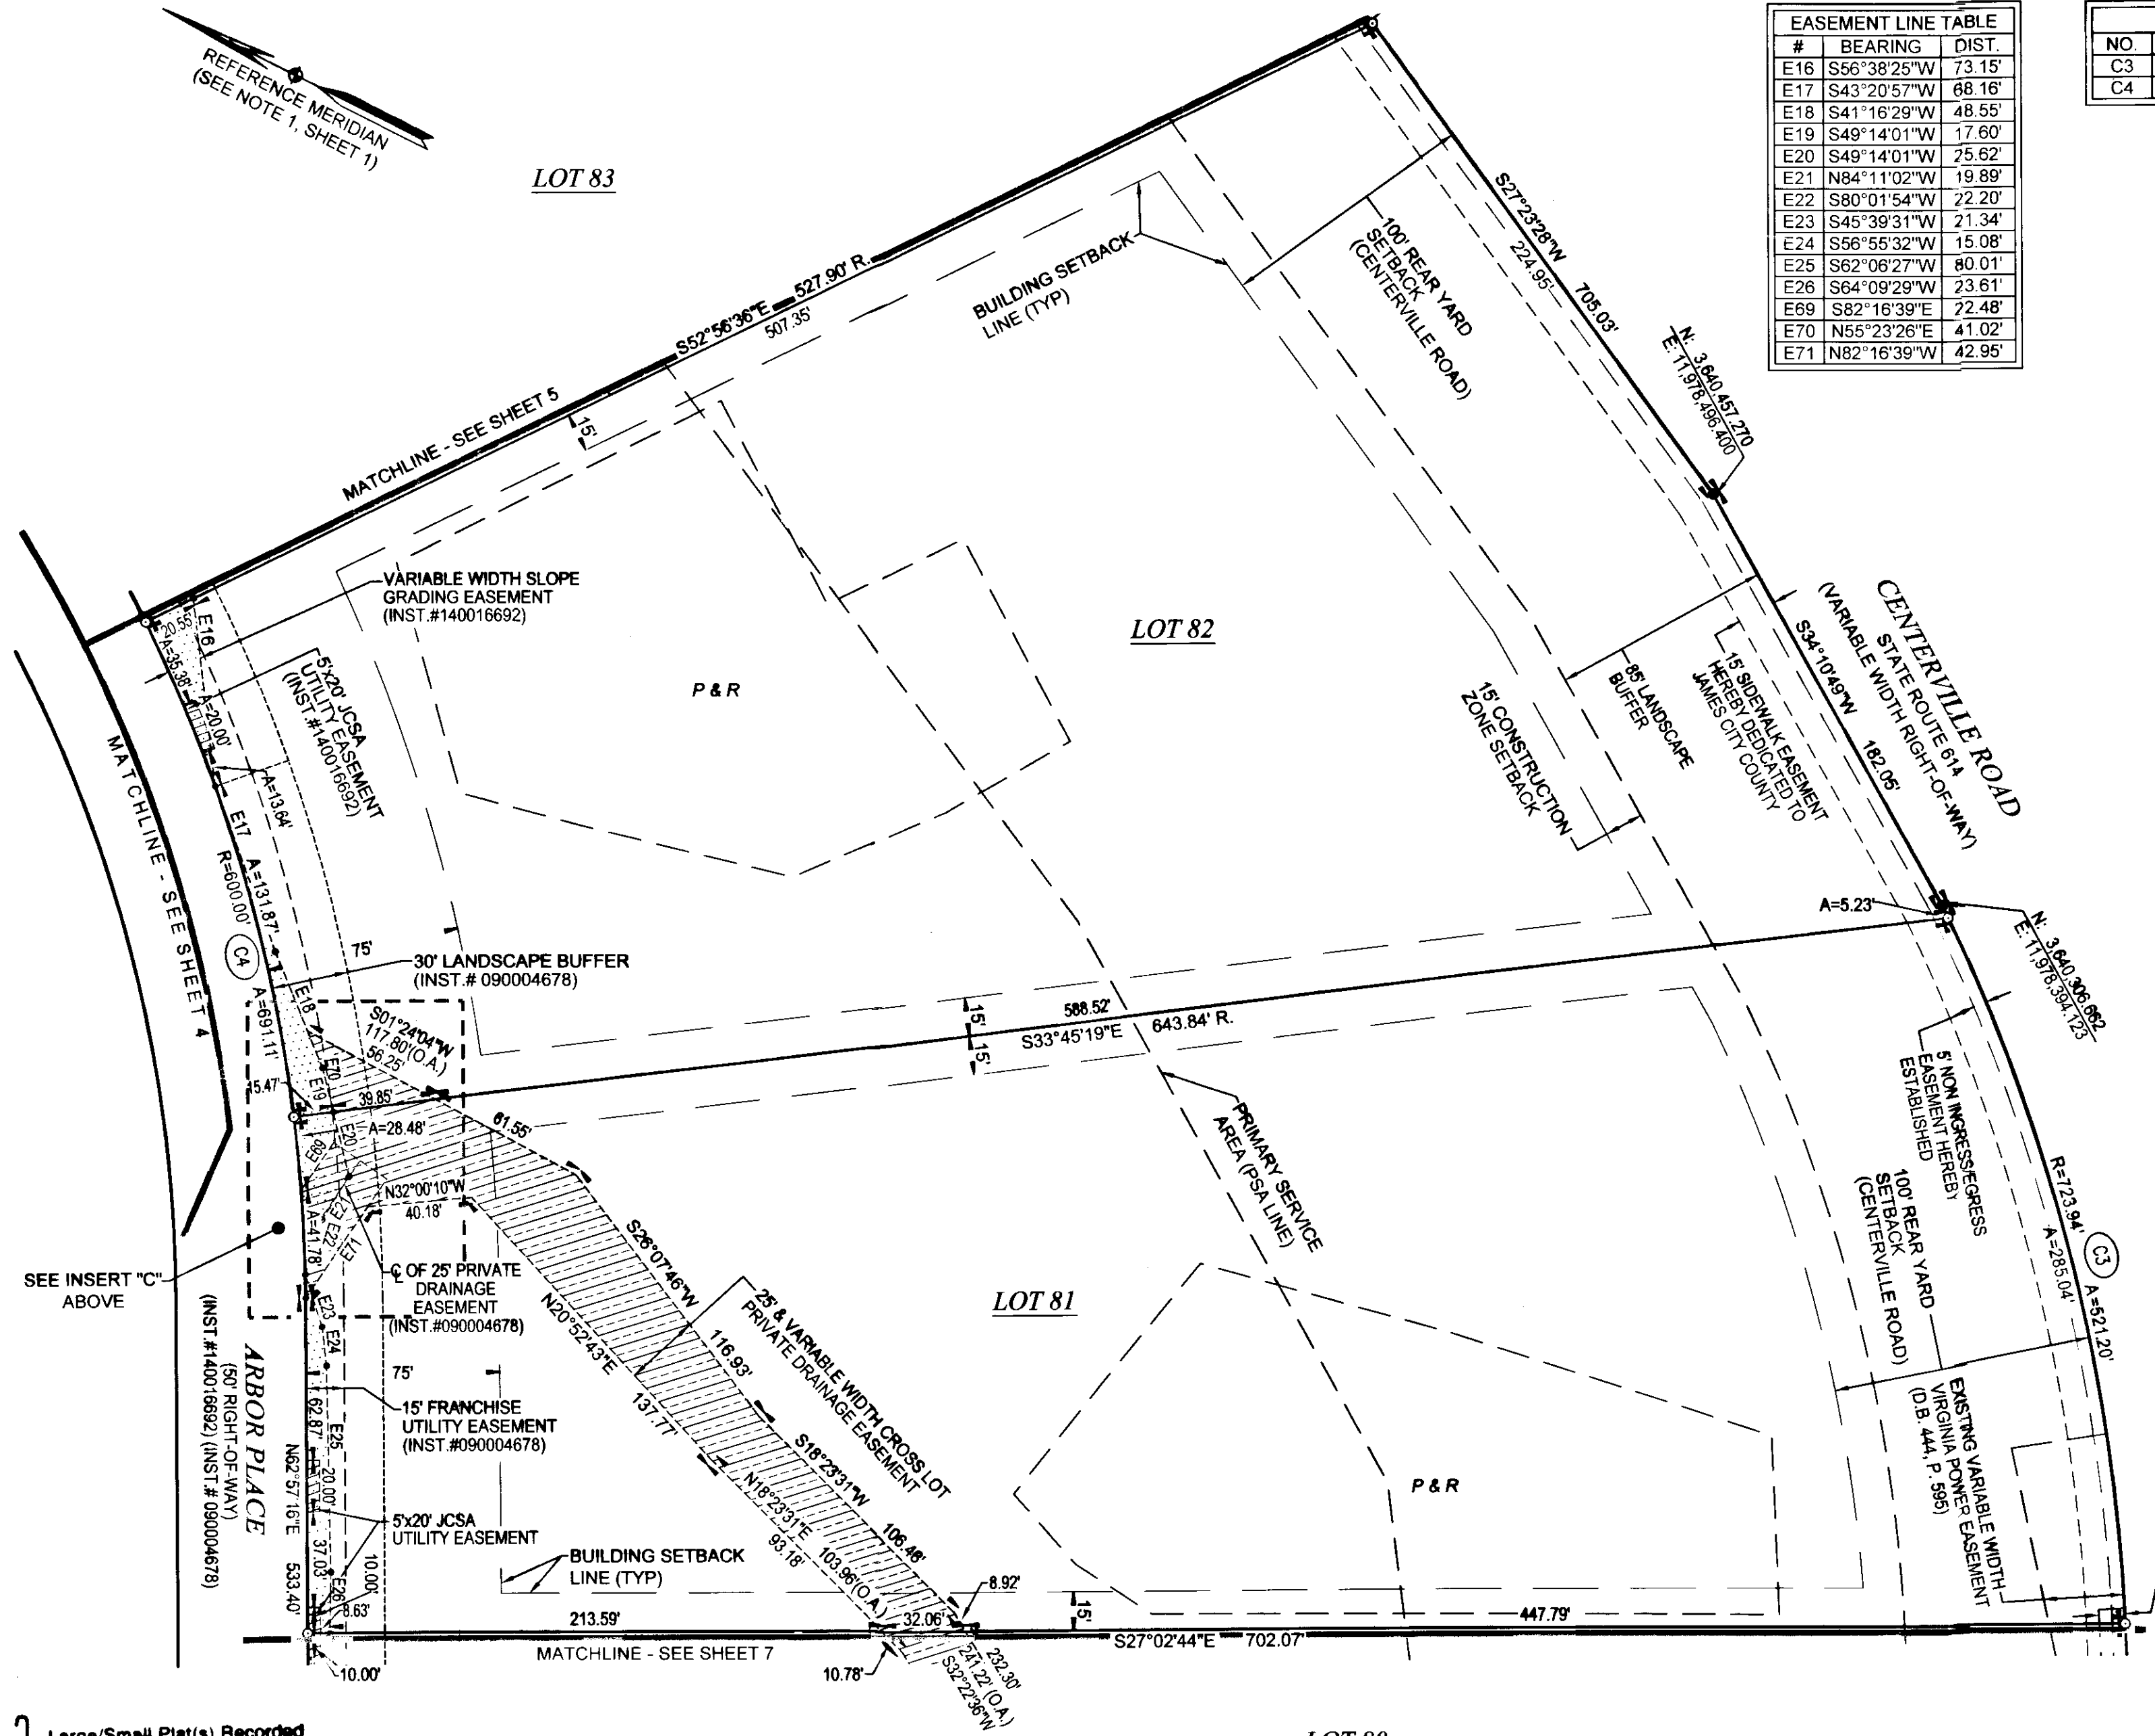 REFERENCE MERIDIAN
(SEE NOTE 1, SHEET 1)
LOT 83
EASEMENT LINE TABLE
# BEARING DIST.
E16 S56°38'25"W 73.15'
E17 S43°20'57"W 68.16'
E18 S41°16'29"W 48.55'
E19 S49°14'01"W 17.60'
E20 S49°14'01"W 25.62'
E21 N84°11'02"W 19.89'
E22 S80°01'54"W 22.20'
E23 S45°39'31"W 21.34'
E24 S56°55'32"W 15.08'
E25 S62°06'27"W 80.01'
E26 S64°09'29"W 23.61'
E69 S82°16'39"E 22.48'
E70 N55°23'26"E 41.02'
E71 N82°16'39"W 42.95'
NO.
C3
C4
S52°56'36"E 527.90' R.
507.35'
MATCHLINE - SEE SHEET 5
15'
BUILDING SETBACK
LINE (TYP)
100' REAR YARD
SETBACK
(CENTERVILLE ROAD)
S27°23'28"W 705.03'
224.95'
N: 3,640,457.270
E: 11,978,496.400
VARIABLE WIDTH SLOPE
GRADING EASEMENT
(INST.#140016692)
20.55'
E16
A=35.38'
5'x20' JCSA
UTILITY EASEMENT
(INST.#140016692)
A=20.00'
A=13.64'
MATCHLINE - SEE SHEET 4
E17
A=131.87'
R=600.00'
C4
A=691.11'
LOT 82
P & R
15' CONSTRUCTION
ZONE SETBACK
85' LANDSCAPE
BUFFER
15' SIDEWALK EASEMENT
HEREBY DEDICATED TO
JAMES CITY COUNTY
S34°10'49"W 182.05'
CENTERVILLE ROAD
STATE ROUTE 614
(VARIABLE WIDTH RIGHT-OF-WAY)
A=5.23'
N: 3,640,306.662
E: 11,978,394.123
75'
30' LANDSCAPE BUFFER
(INST.# 090004678)
E18
S01°24'04"W
117.80'(O.A.)
56.25'
E70
E19
15.47'
39.85'
A=28.48'
E20
E69
61.55'
15'
588.52'
S33°45'19"E 643.84' R.
15'
PRIMARY SERVICE
AREA (PSA LINE)
5' NON INGRESS/EGRESS
EASEMENT HEREBY
ESTABLISHED
R=723.94'
C3
A=285.04'
A=521.20'
100' REAR YARD
SETBACK
(CENTERVILLE ROAD)
EXISTING VARIABLE WIDTH
VIRGINIA POWER EASEMENT
(D.B. 444, P. 595)
N32°00'10"W
40.18'
A=41.78'
E22
E21
E71
SEE INSERT "C"
ABOVE
℄ OF 25' PRIVATE
DRAINAGE
EASEMENT
(INST.#090004678)
S26°07'46"W
116.93'
N20°52'43"E
137.77'
25' & VARIABLE WIDTH CROSS LOT
PRIVATE DRAINAGE EASEMENT
LOT 81
P & R
E23
E24
75'
15' FRANCHISE
UTILITY EASEMENT
(INST.#090004678)
ARBOR PLACE
(50' RIGHT-OF-WAY)
(INST.#140016692) (INST.# 090004678)
62.87'
E25
N62°57'16"E 533.40'
20.00'
5'x20' JCSA
UTILITY EASEMENT
37.03'
10.00'
E26
8.63'
10.00'
BUILDING SETBACK
LINE (TYP)
S18°23'31"W
106.46'
N18°23'31"E
103.96'(O.A.)
93.18'
8.92'
15'
213.59'
32.06'
447.79'
MATCHLINE - SEE SHEET 7
S27°02'44"E 702.07'
10.78'
232.30'
241.22' (O.A.)
S32°22'36"W
Large/Small Plat(s) Recorded
LOT 80